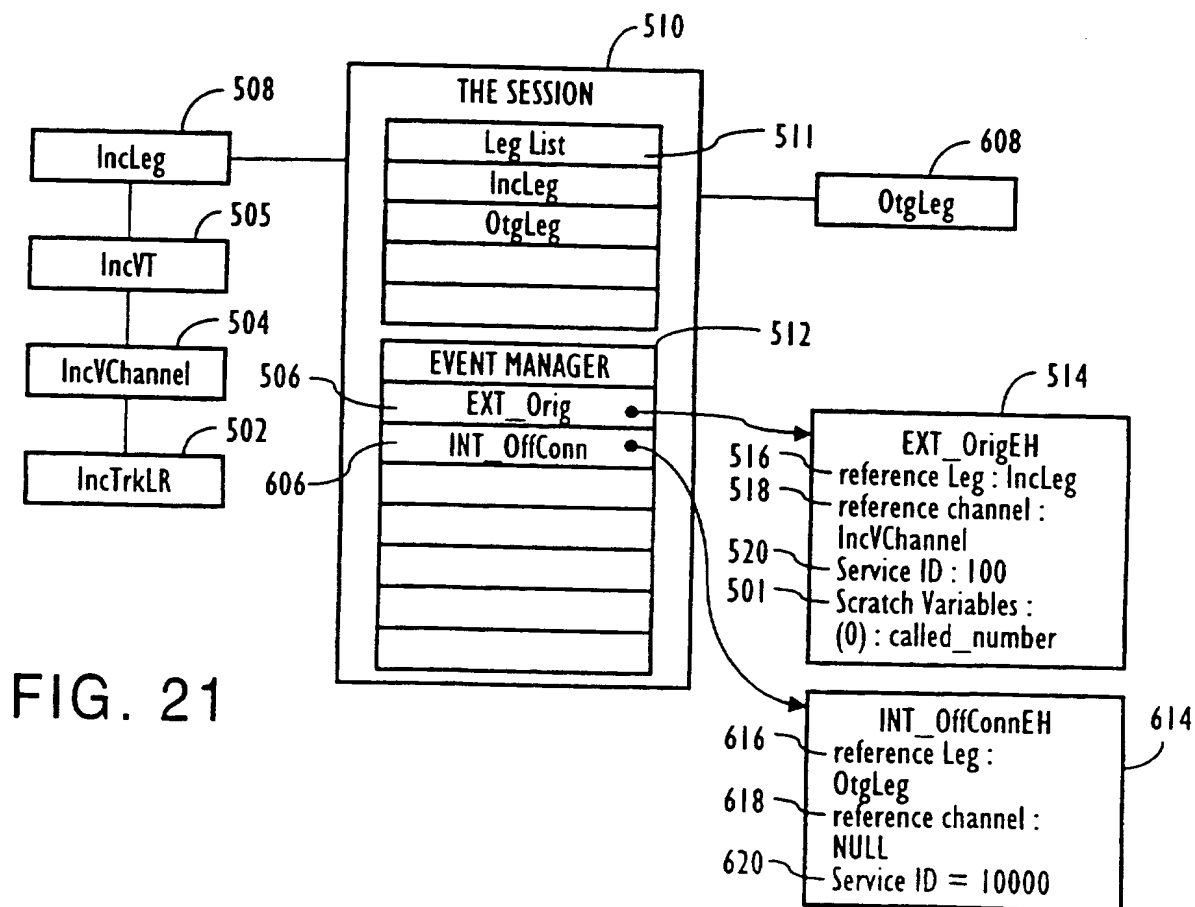 510
THE SESSION
508
IncLeg
Leg List
511
IncLeg
OtgLeg
608
OtgLeg
505
IncVT
504
IncVChannel
502
IncTrkLR
512
EVENT MANAGER
506
EXT_Orig
606
INT_OffConn
514
EXT_OrigEH
516
reference Leg : IncLeg
518
reference channel :
IncVChannel
520
Service ID : 100
501
Scratch Variables :
(0) : called_number
FIG. 21
614
INT_OffConnEH
616
reference Leg :
OtgLeg
618
reference channel :
NULL
620
Service ID = 10000